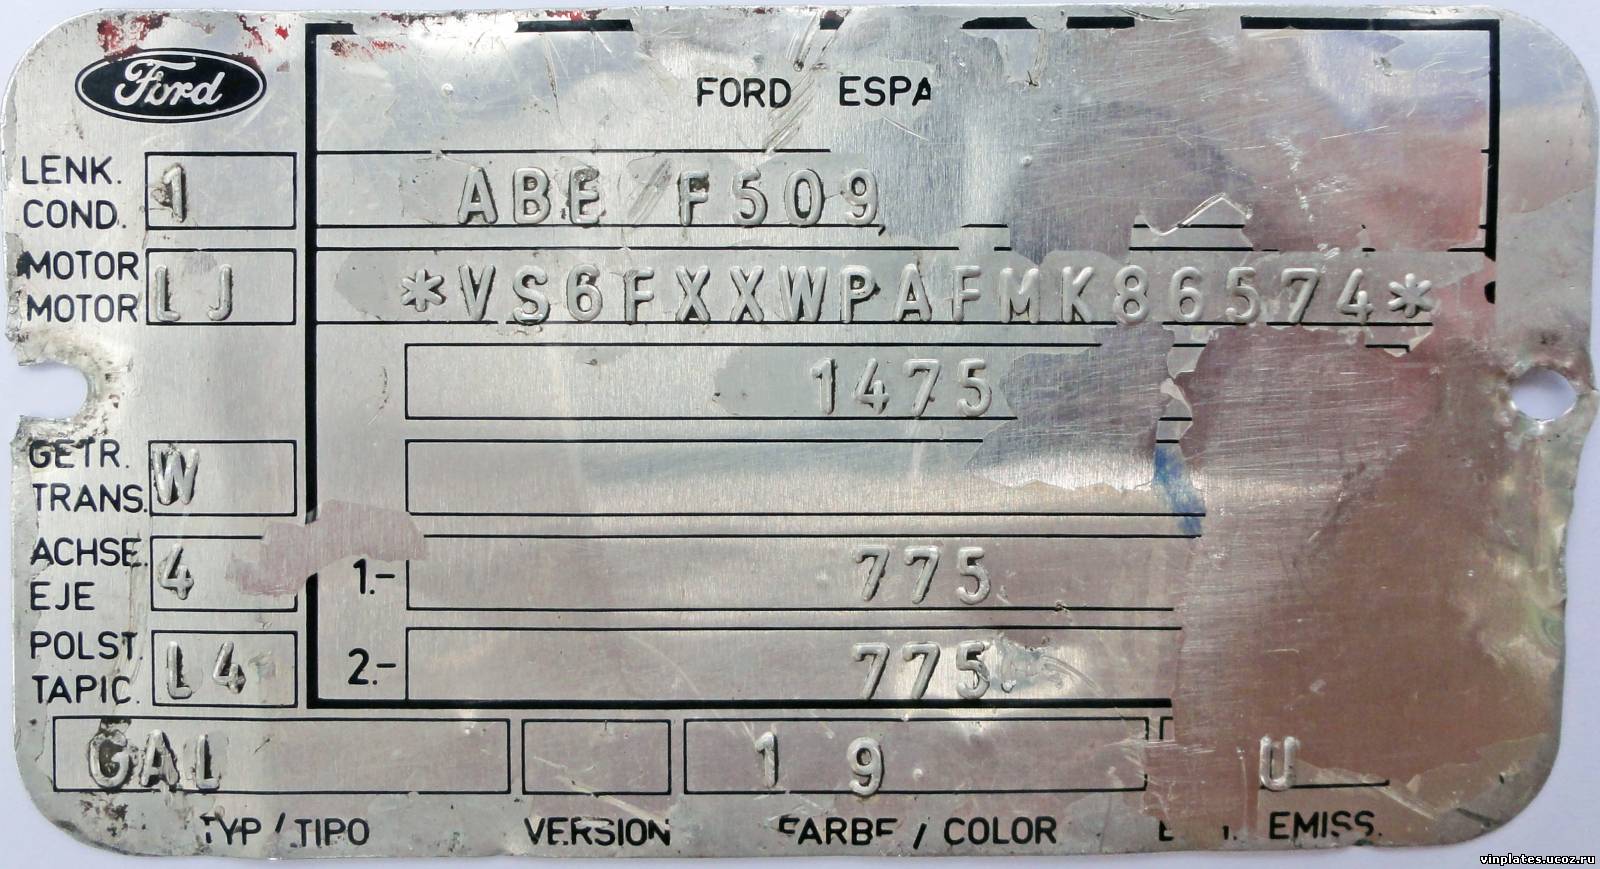 Ford
FORD ESPA
LENK. COND. 1 ABE F509
MOTOR MOTOR LJ *VS6FXXWPAFMK86574*
1475
GETR. TRANS. W
ACHSE. EJE 4 1.- 775
POLST. TAPIC. L4 2.- 775
GAL 1 9 U
TYP / TIPO VERSION FARBE / COLOR EMISS.
vinplates.ucoz.ru